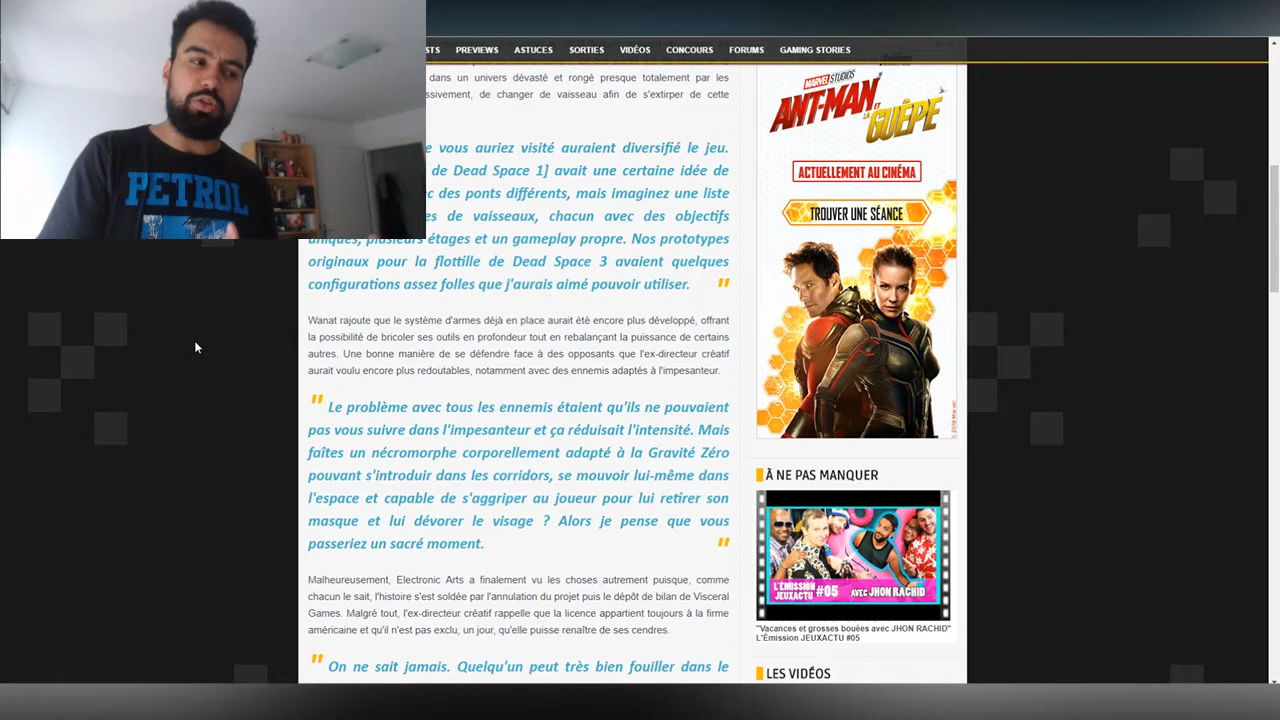 STS PREVIEWS ASTUCES SORTIES VIDÉOS CONCOURS FORUMS GAMING STORIES
PETROL
dans un univers dévasté et rongé presque totalement par les
essivement, de changer de vaisseau afin de s'extirper de cette
e vous auriez visité auraient diversifié le jeu.
de Dead Space 1] avait une certaine idée de
c des ponts différents, mais imaginez une liste
es de vaisseaux, chacun avec des objectifs
uniques, plusieurs étages et un gameplay propre. Nos prototypes
originaux pour la flottille de Dead Space 3 avaient quelques
configurations assez folles que j'aurais aimé pouvoir utiliser. "
Wanat rajoute que le système d'armes déjà en place aurait été encore plus développé, offrant
la possibilité de bricoler ses outils en profondeur tout en rebalançant la puissance de certains
autres. Une bonne manière de se défendre face à des opposants que l'ex-directeur créatif
aurait voulu encore plus redoutables, notamment avec des ennemis adaptés à l'impesanteur.
" Le problème avec tous les ennemis étaient qu'ils ne pouvaient
pas vous suivre dans l'impesanteur et ça réduisait l'intensité. Mais
faîtes un nécromorphe corporellement adapté à la Gravité Zéro
pouvant s'introduir dans les corridors, se mouvoir lui-même dans
l'espace et capable de s'aggriper au joueur pour lui retirer son
masque et lui dévorer le visage ? Alors je pense que vous
passeriez un sacré moment. "
Malheureusement, Electronic Arts a finalement vu les choses autrement puisque, comme
chacun le sait, l'histoire s'est soldée par l'annulation du projet puis le dépôt de bilan de Visceral
Games. Malgré tout, l'ex-directeur créatif rappelle que la licence appartient toujours à la firme
américaine et qu'il n'est pas exclu, un jour, qu'elle puisse renaître de ses cendres.
" On ne sait jamais. Quelqu'un peut très bien fouiller dans le
MARVEL STUDIOS
ANT-MAN ET
LA GUÊPE
ACTUELLEMENT AU CINÉMA
TROUVER UNE SÉANCE
© 2018 Marvel
À NE PAS MANQUER
L'ÉMISSION
JEUXACTU #05 AVEC JHON RACHID
"Vacances et grosses bouées avec JHON RACHID"
L'Émission JEUXACTU #05
LES VIDÉOS